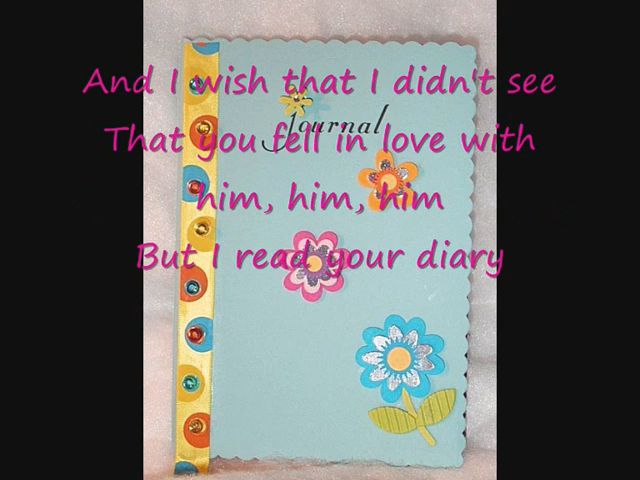 And I wish that I didn't see
Journal
That you fell in love with
him, him, him
But I read your diary